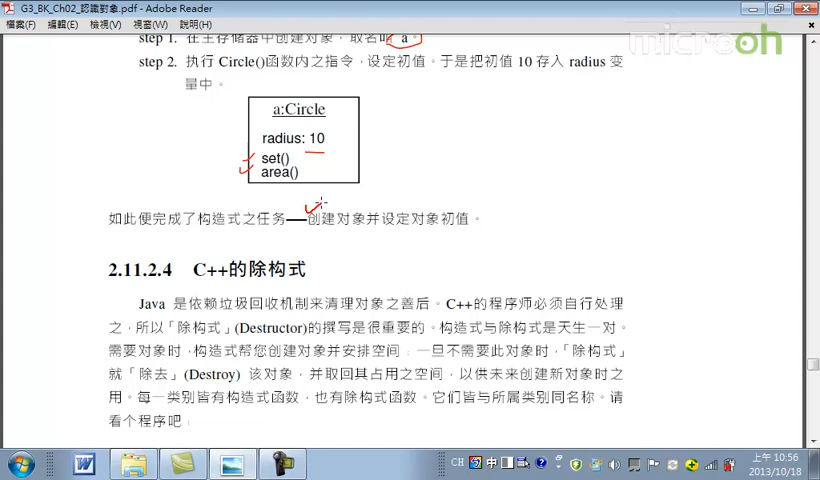 G3_BK_Ch02_認識對象.pdf - Adobe Reader
檔案(F) 編輯(E) 檢視(V) 視窗(W) 說明(H)
microoh
step 1. 在主存储器中创建对象，取名叫 a。
step 2. 执行 Circle()函数内之指令，设定初值。于是把初值 10 存入 radius 变
量中。
a:Circle
radius: 10
set()
area()
如此便完成了构造式之任务──创建对象并设定对象初值。
2.11.2.4 C++的除构式
Java 是依赖垃圾回收机制来清理对象之善后。C++的程序师必须自行处理
之，所以「除构式」(Destructor)的撰写是很重要的。构造式与除构式是天生一对。
需要对象时，构造式帮您创建对象并安排空间；一旦不需要此对象时，「除构式」
就「除去」(Destroy) 该对象，并取回其占用之空间，以供未来创建新对象时之
用。每一类别皆有构造式函数，也有除构式函数。它们皆与所属类别同名称。请
看个程序吧：
CH 中
上午 10:56
2013/10/18